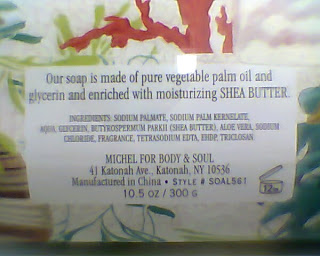 Our soap is made of pure vegetable palm oil and
glycerin and enriched with moisturizing SHEA BUTTER.
INGREDIENTS: SODIUM PALMATE, SODIUM PALM KERNELATE,
AQUA, GLYCERIN, BUTYROSPERMUM PARKII (SHEA BUTTER), ALOE VERA, SODIUM
CHLORIDE, FRAGRANCE, TETRASODIUM EDTA, EHDP, TRICLOSAN.
MICHEL FOR BODY & SOUL
41 Katonah Ave., Katonah, NY 10536
Manufactured in China • STYLE # SOAL561
10.5 oz / 300 G
12M